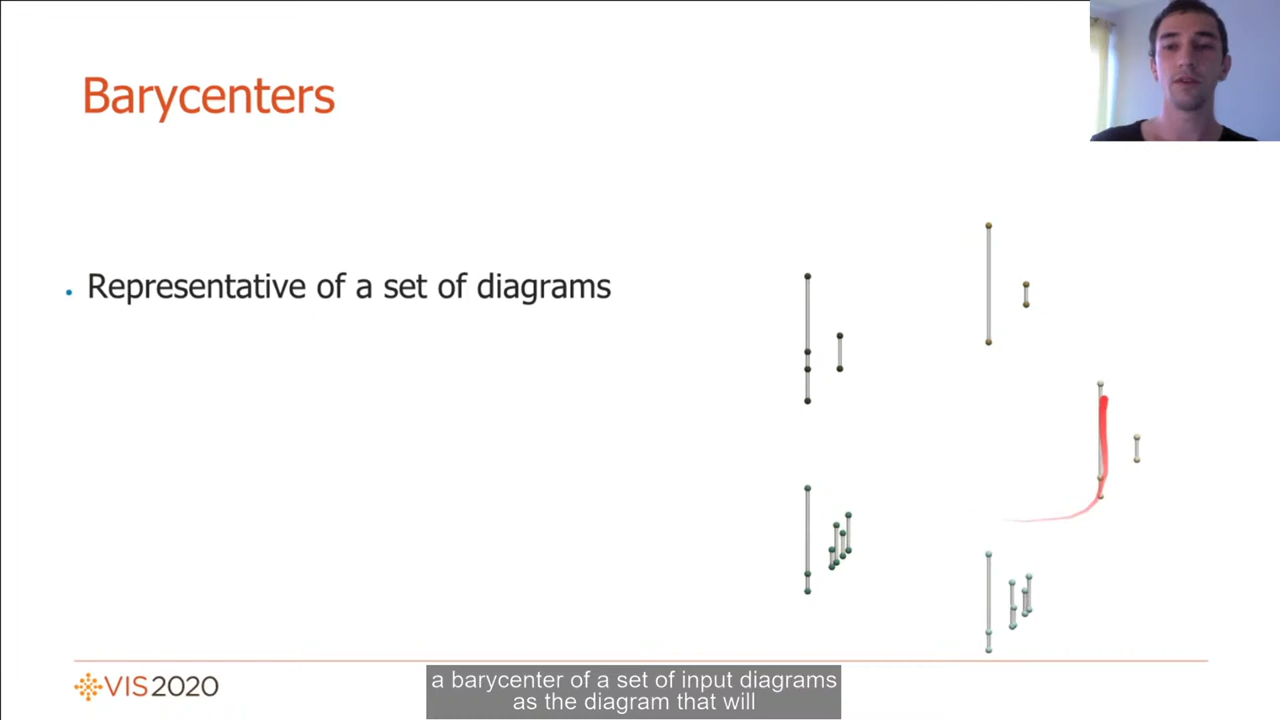 Barycenters
Representative of a set of diagrams
VIS2020
a barycenter of a set of input diagrams
as the diagram that will